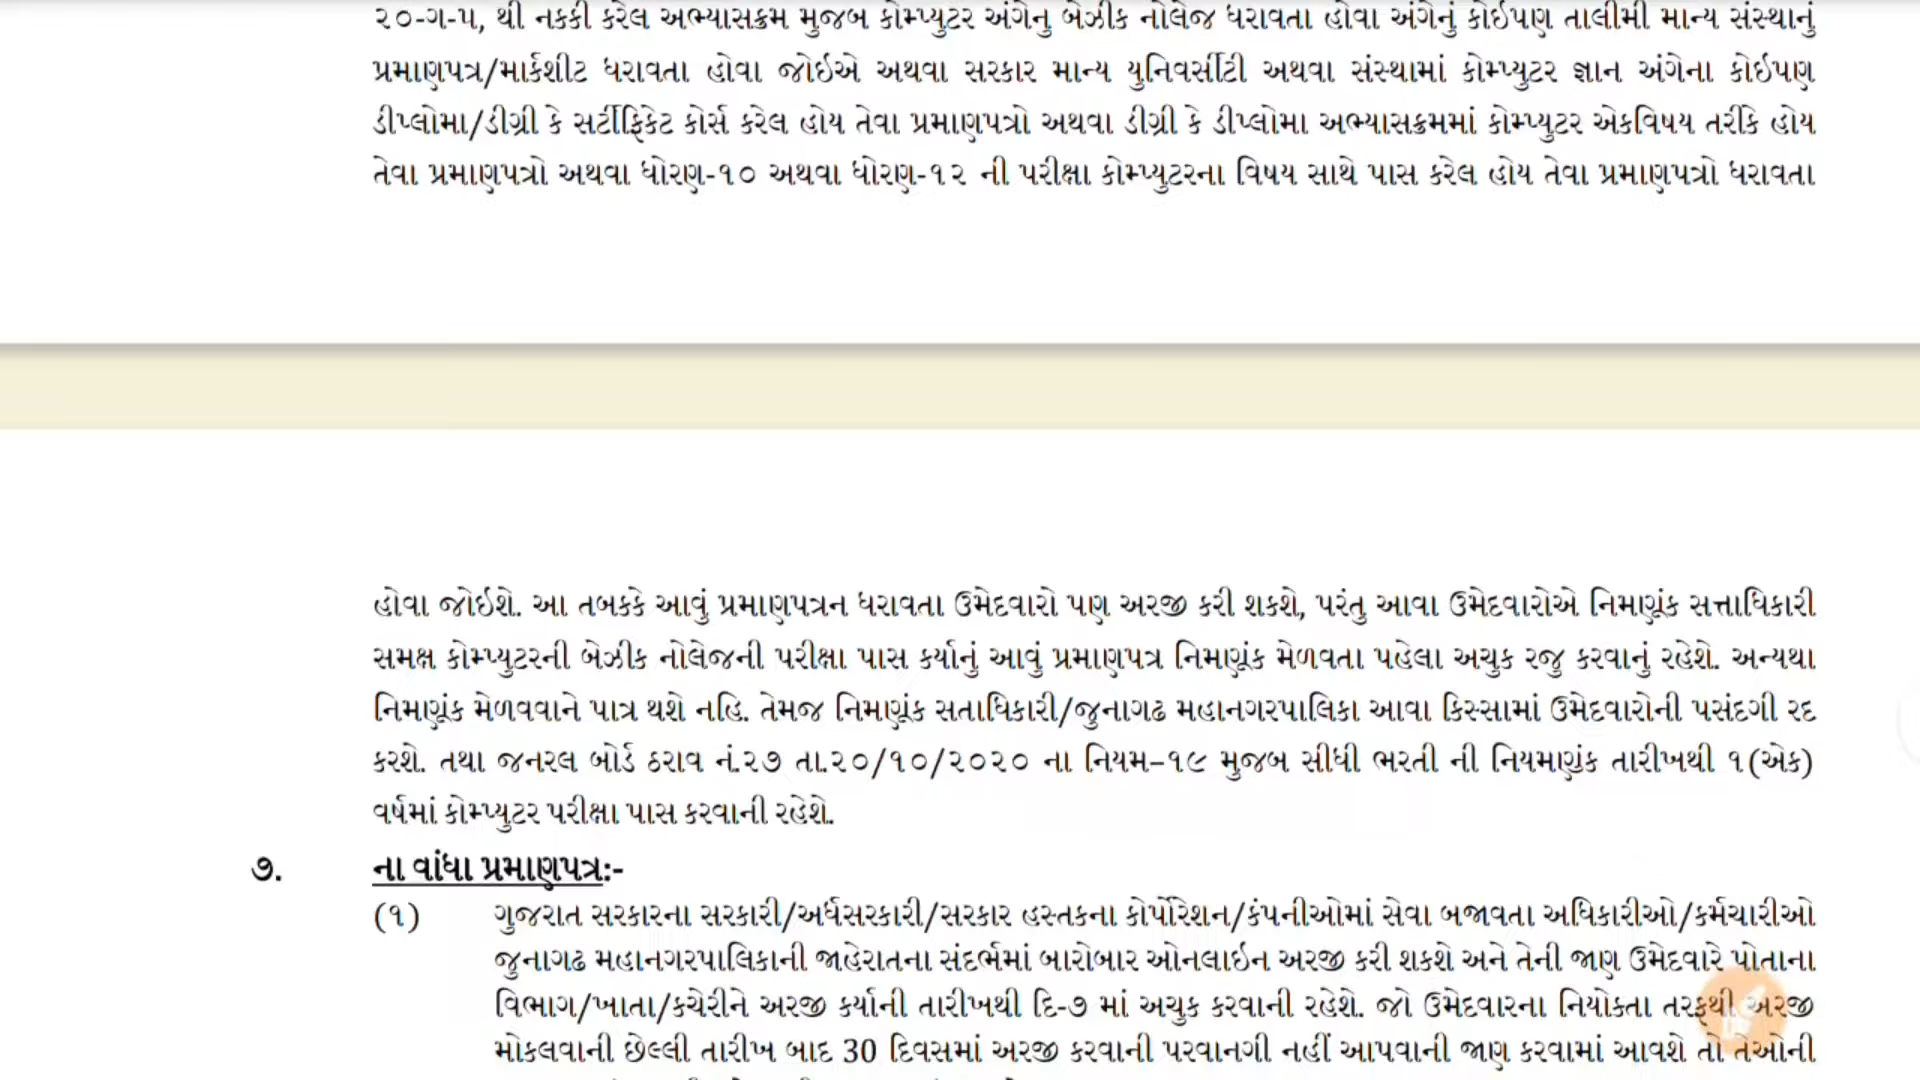 ૨૦-ગ-૫, થી નકકી કરેલ અભ્યાસક્રમ મુજબ કોમ્પ્યુટર અંગેનુ બેઝીક નોલેજ ધરાવતા હોવા અંગેનું કોઇપણ તાલીમી માન્ય સંસ્થાનું
પ્રમાણપત્ર/માર્કશીટ ધરાવતા હોવા જોઇએ અથવા સરકાર માન્ય યુનિવર્સીટી અથવા સંસ્થામાં કોમ્પ્યુટર જ્ઞાન અંગેના કોઇપણ
ડીપ્લોમા/ડીગ્રી કે સર્ટીફિકેટ કોર્સ કરેલ હોય તેવા પ્રમાણપત્રો અથવા ડીગ્રી કે ડીપ્લોમા અભ્યાસક્રમમાં કોમ્પ્યુટર એકવિષય તરીકે હોય
તેવા પ્રમાણપત્રો અથવા ધોરણ-૧૦ અથવા ધોરણ-૧૨ ની પરીક્ષા કોમ્પ્યુટરના વિષય સાથે પાસ કરેલ હોય તેવા પ્રમાણપત્રો ધરાવતા
હોવા જોઇશે. આ તબકકે આવું પ્રમાણપત્રન ધરાવતા ઉમેદવારો પણ અરજી કરી શકશે, પરંતુ આવા ઉમેદવારોએ નિમણૂંક સત્તાધિકારી
સમક્ષ કોમ્પ્યુટરની બેઝીક નોલેજની પરીક્ષા પાસ કર્યાનું આવું પ્રમાણપત્ર નિમણૂંક મેળવતા પહેલા અચુક રજુ કરવાનું રહેશે. અન્યથા
નિમણૂંક મેળવવાને પાત્ર થશે નહિ. તેમજ નિમણૂંક સતાધિકારી/જુનાગઢ મહાનગરપાલિકા આવા કિસ્સામાં ઉમેદવારોની પસંદગી રદ
કરશે. તથા જનરલ બોર્ડ ઠરાવ નં.૨૭ તા.૨૦/૧૦/૨૦૨૦ ના નિયમ–૧૯ મુજબ સીધી ભરતી ની નિયમણુંક તારીખથી ૧(એક)
વર્ષમાં કોમ્પ્યુટર પરીક્ષા પાસ કરવાની રહેશે.
૭. ના વાંધા પ્રમાણપત્ર:-
(૧) ગુજરાત સરકારના સરકારી/અર્ધસરકારી/સરકાર હસ્તકના કોર્પોરેશન/કંપનીઓમાં સેવા બજાવતા અધિકારીઓ/કર્મચારીઓ
જુનાગઢ મહાનગરપાલિકાની જાહેરાતના સંદર્ભમાં બારોબાર ઓનલાઇન અરજી કરી શકશે અને તેની જાણ ઉમેદવારે પોતાના
વિભાગ/ખાતા/કચેરીને અરજી કર્યાની તારીખથી દિ-૭ માં અચુક કરવાની રહેશે. જો ઉમેદવારના નિયોકતા તરફથી અરજી
મોકલવાની છેલ્લી તારીખ બાદ 30 દિવસમાં અરજી કરવાની પરવાનગી નહીં આપવાની જાણ કરવામાં આવશે તો તેઓની